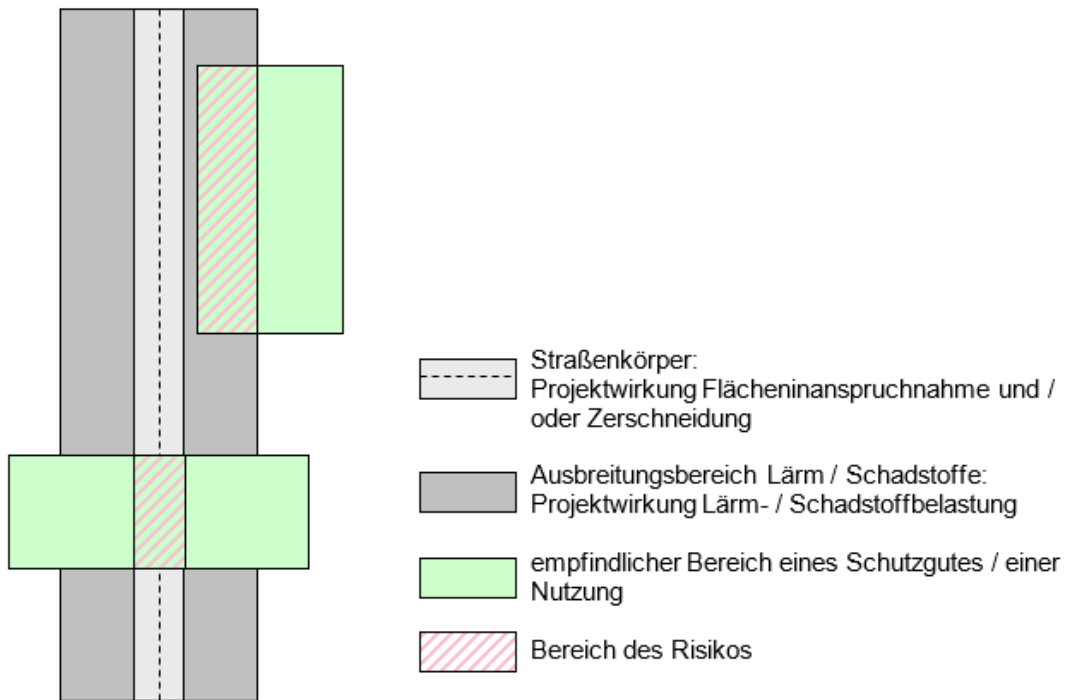 Straßenkörper:
Projektwirkung Flächeninanspruchnahme und /
oder Zerschneidung
Ausbreitungsbereich Lärm / Schadstoffe:
Projektwirkung Lärm- / Schadstoffbelastung
empfindlicher Bereich eines Schutzgutes / einer
Nutzung
Bereich des Risikos